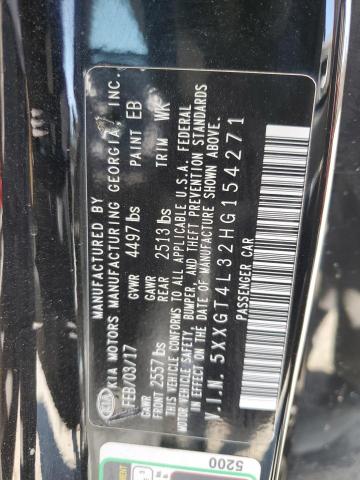 MANUFACTURED BY
KIA MOTORS MANUFACTURING GEORGIA, INC.
FEB/03/17 GVWR 4497 lbs PAINT EB
GAWR FRONT 2557 lbs GAWR REAR 2513 lbs TRIM WK
THIS VEHICLE CONFORMS TO ALL APPLICABLE U.S.A. FEDERAL
MOTOR VEHICLE SAFETY, BUMPER, AND THEFT PREVENTION STANDARDS
IN EFFECT ON THE DATE OF MANUFACTURE SHOWN ABOVE.
V.I.N. 5XXGT4L32HG154271
PASSENGER CAR
5200